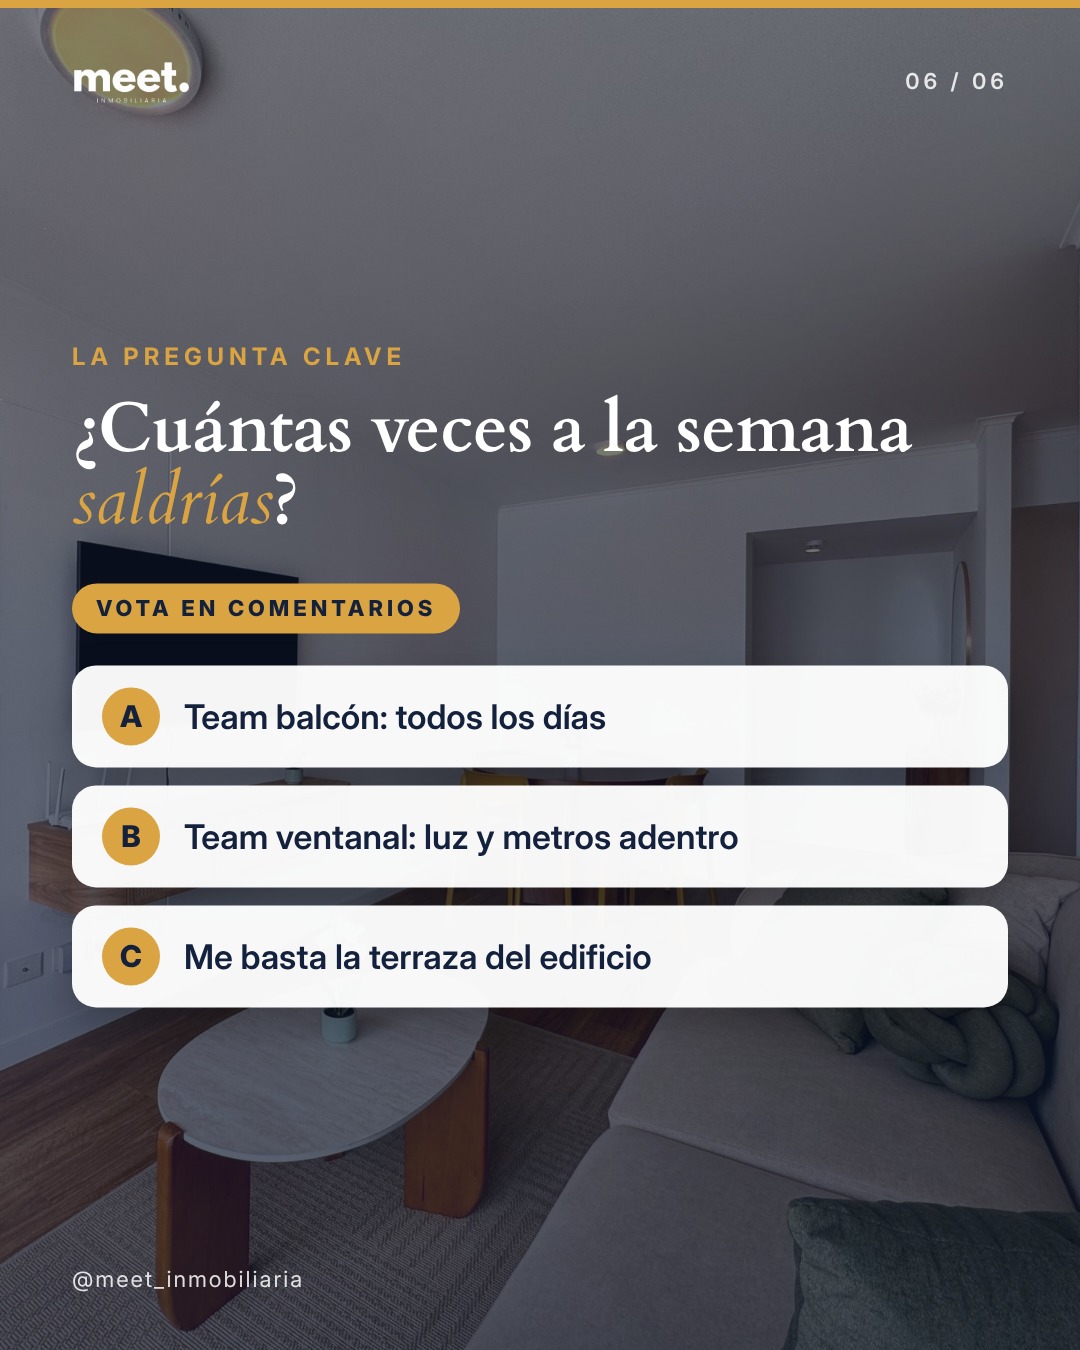 meet.
INMOBILIARIA
06 / 06
LA PREGUNTA CLAVE
¿Cuántas veces a la semana
saldrías?
VOTA EN COMENTARIOS
A Team balcón: todos los días
B Team ventanal: luz y metros adentro
C Me basta la terraza del edificio
@meet_inmobiliaria